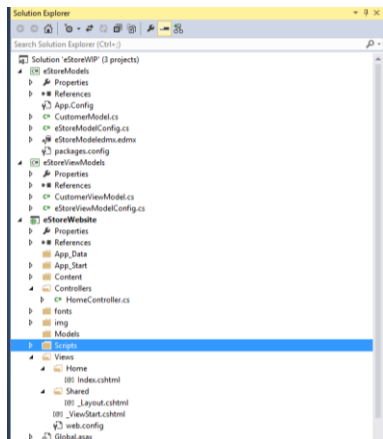 Solution Explorer
Search Solution Explorer (Ctrl+;)
Solution 'eStoreWIP' (3 projects)
eStoreModels
Properties
References
App.Config
CustomerModel.cs
eStoreModelConfig.cs
eStoreModeledmx.edmx
packages.config
eStoreViewModels
Properties
References
CustomerViewModel.cs
eStoreViewModelConfig.cs
eStoreWebsite
Properties
References
App_Data
App_Start
Content
Controllers
HomeController.cs
fonts
img
Models
Scripts
Views
Home
Index.cshtml
Shared
_Layout.cshtml
_ViewStart.cshtml
web.config
Global.asax